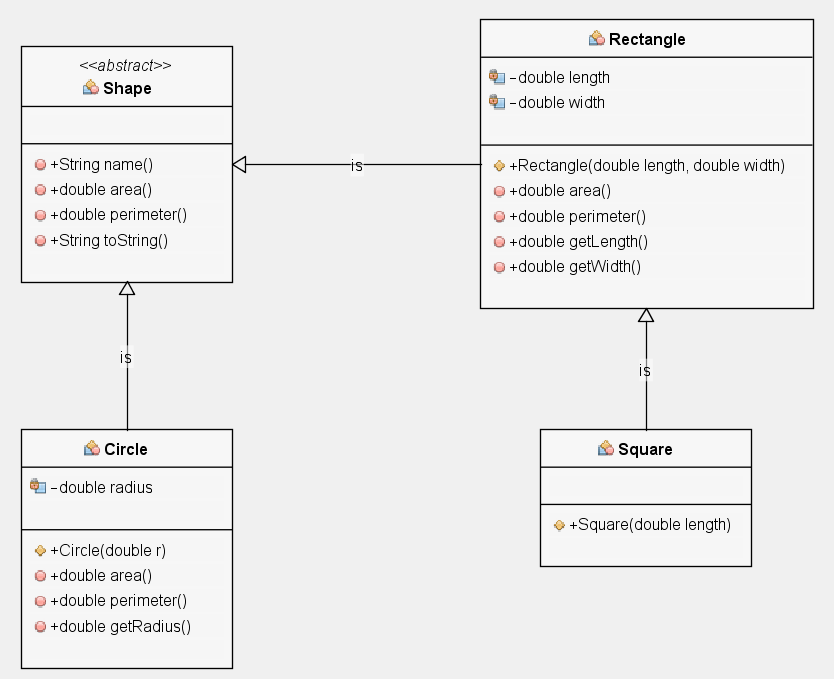 <<abstract>>
Shape
+String name()
+double area()
+double perimeter()
+String toString()
is
Rectangle
-double length
-double width
+Rectangle(double length, double width)
+double area()
+double perimeter()
+double getLength()
+double getWidth()
is
is
Circle
-double radius
+Circle(double r)
+double area()
+double perimeter()
+double getRadius()
Square
+Square(double length)